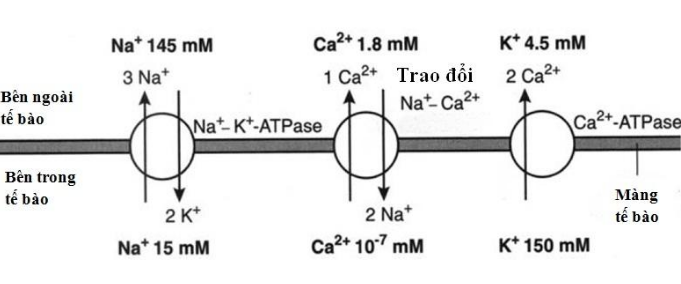 Na⁺ 145 mM
Ca²⁺ 1.8 mM
K⁺ 4.5 mM
3 Na⁺
1 Ca²⁺
Trao đổi
Na⁺–Ca²⁺
2 Ca²⁺
Bên ngoài
tế bào
Na⁺–K⁺-ATPase
Ca²⁺-ATPase
Bên trong
tế bào
Màng
tế bào
2 K⁺
2 Na⁺
Na⁺ 15 mM
Ca²⁺ 10⁻⁷ mM
K⁺ 150 mM